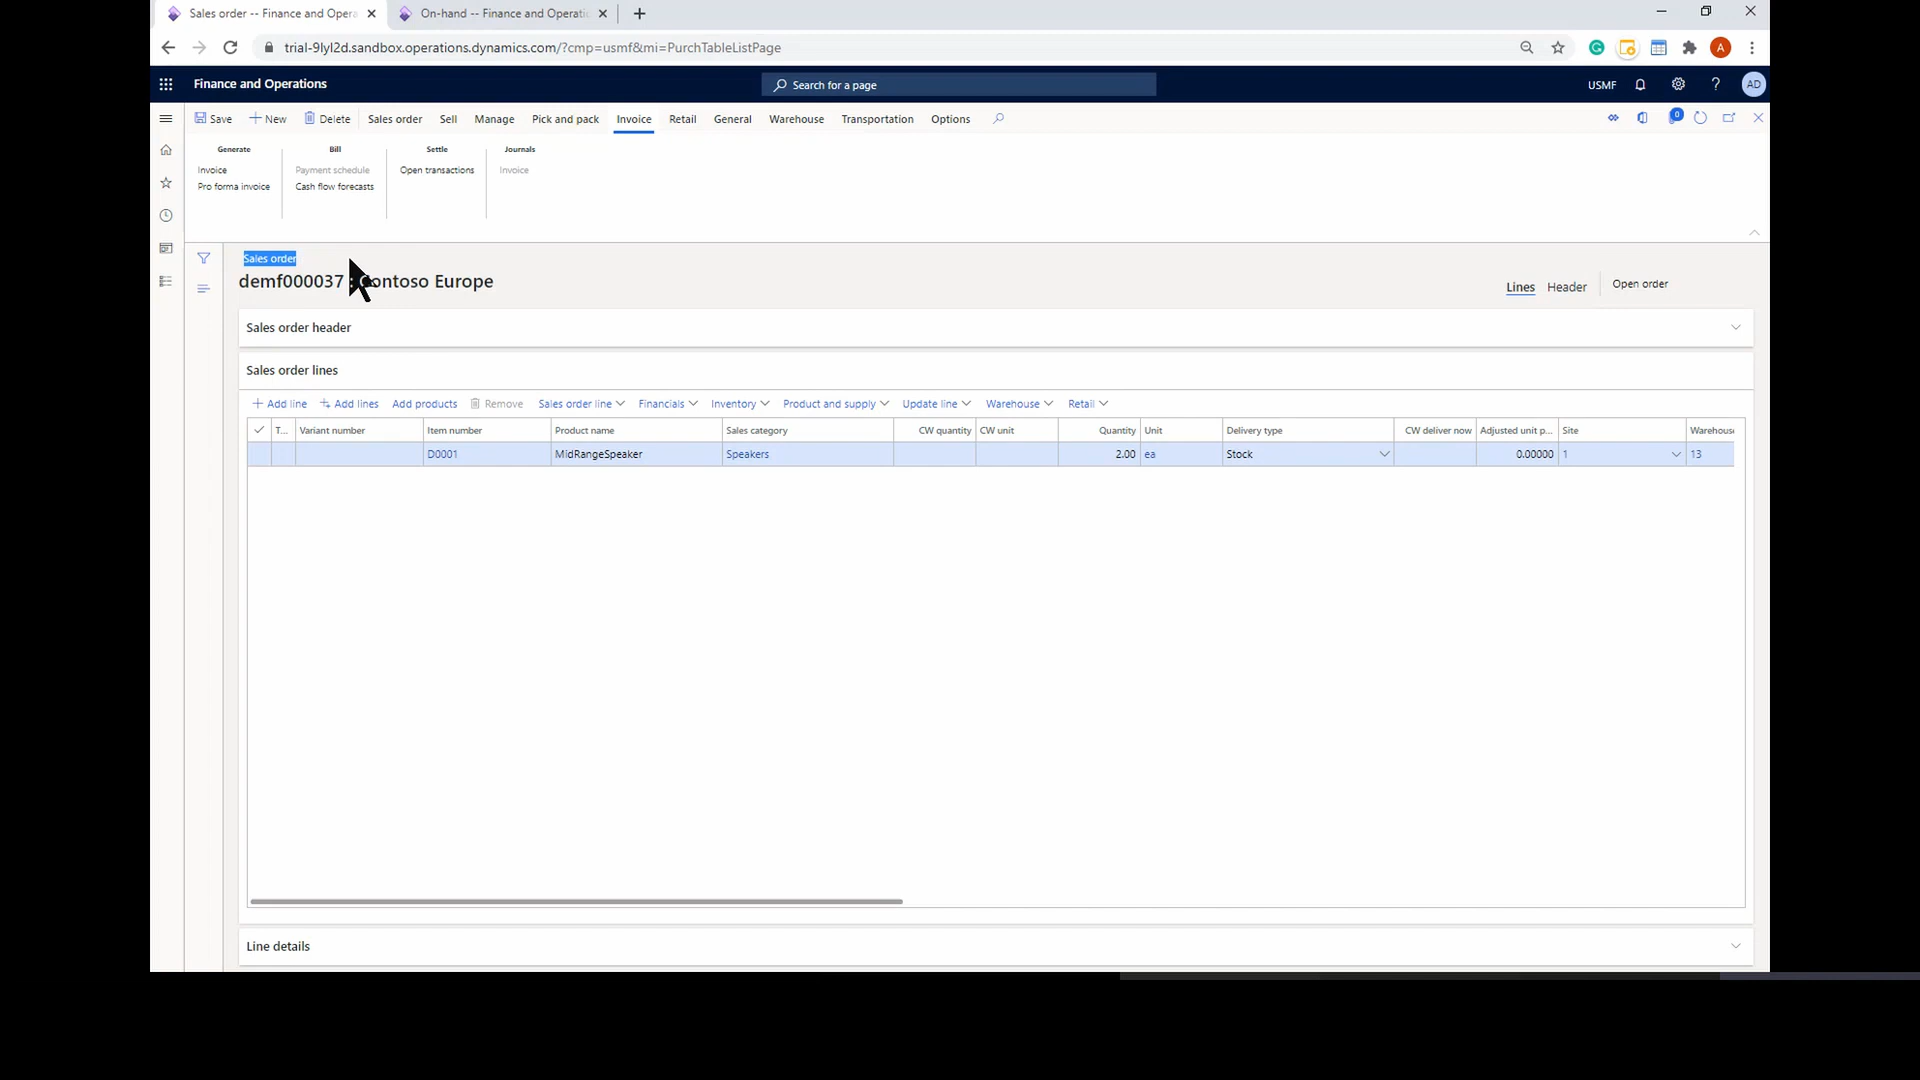 Sales order -- Finance and Opera
On-hand -- Finance and Operatio
trial-9lyl2d.sandbox.operations.dynamics.com/?cmp=usmf&mi=PurchTableListPage
A
Finance and Operations
Search for a page
USMF
?
AD
Save
New
Delete
Sales order
Sell
Manage
Pick and pack
Invoice
Retail
General
Warehouse
Transportation
Options
0
Generate
Invoice
Pro forma invoice
Bill
Payment schedule
Cash flow forecasts
Settle
Open transactions
Journals
Invoice
Sales order
demf000037 : Contoso Europe
Lines
Header
Open order
Sales order header
Sales order lines
Add line
Add lines
Add products
Remove
Sales order line
Financials
Inventory
Product and supply
Update line
Warehouse
Retail
T... Variant number Item number Product name Sales category CW quantity CW unit Quantity Unit Delivery type CW deliver now Adjusted unit p... Site Warehouse
D0001 MidRangeSpeaker Speakers 2.00 ea Stock 0.00000 1 13
Line details